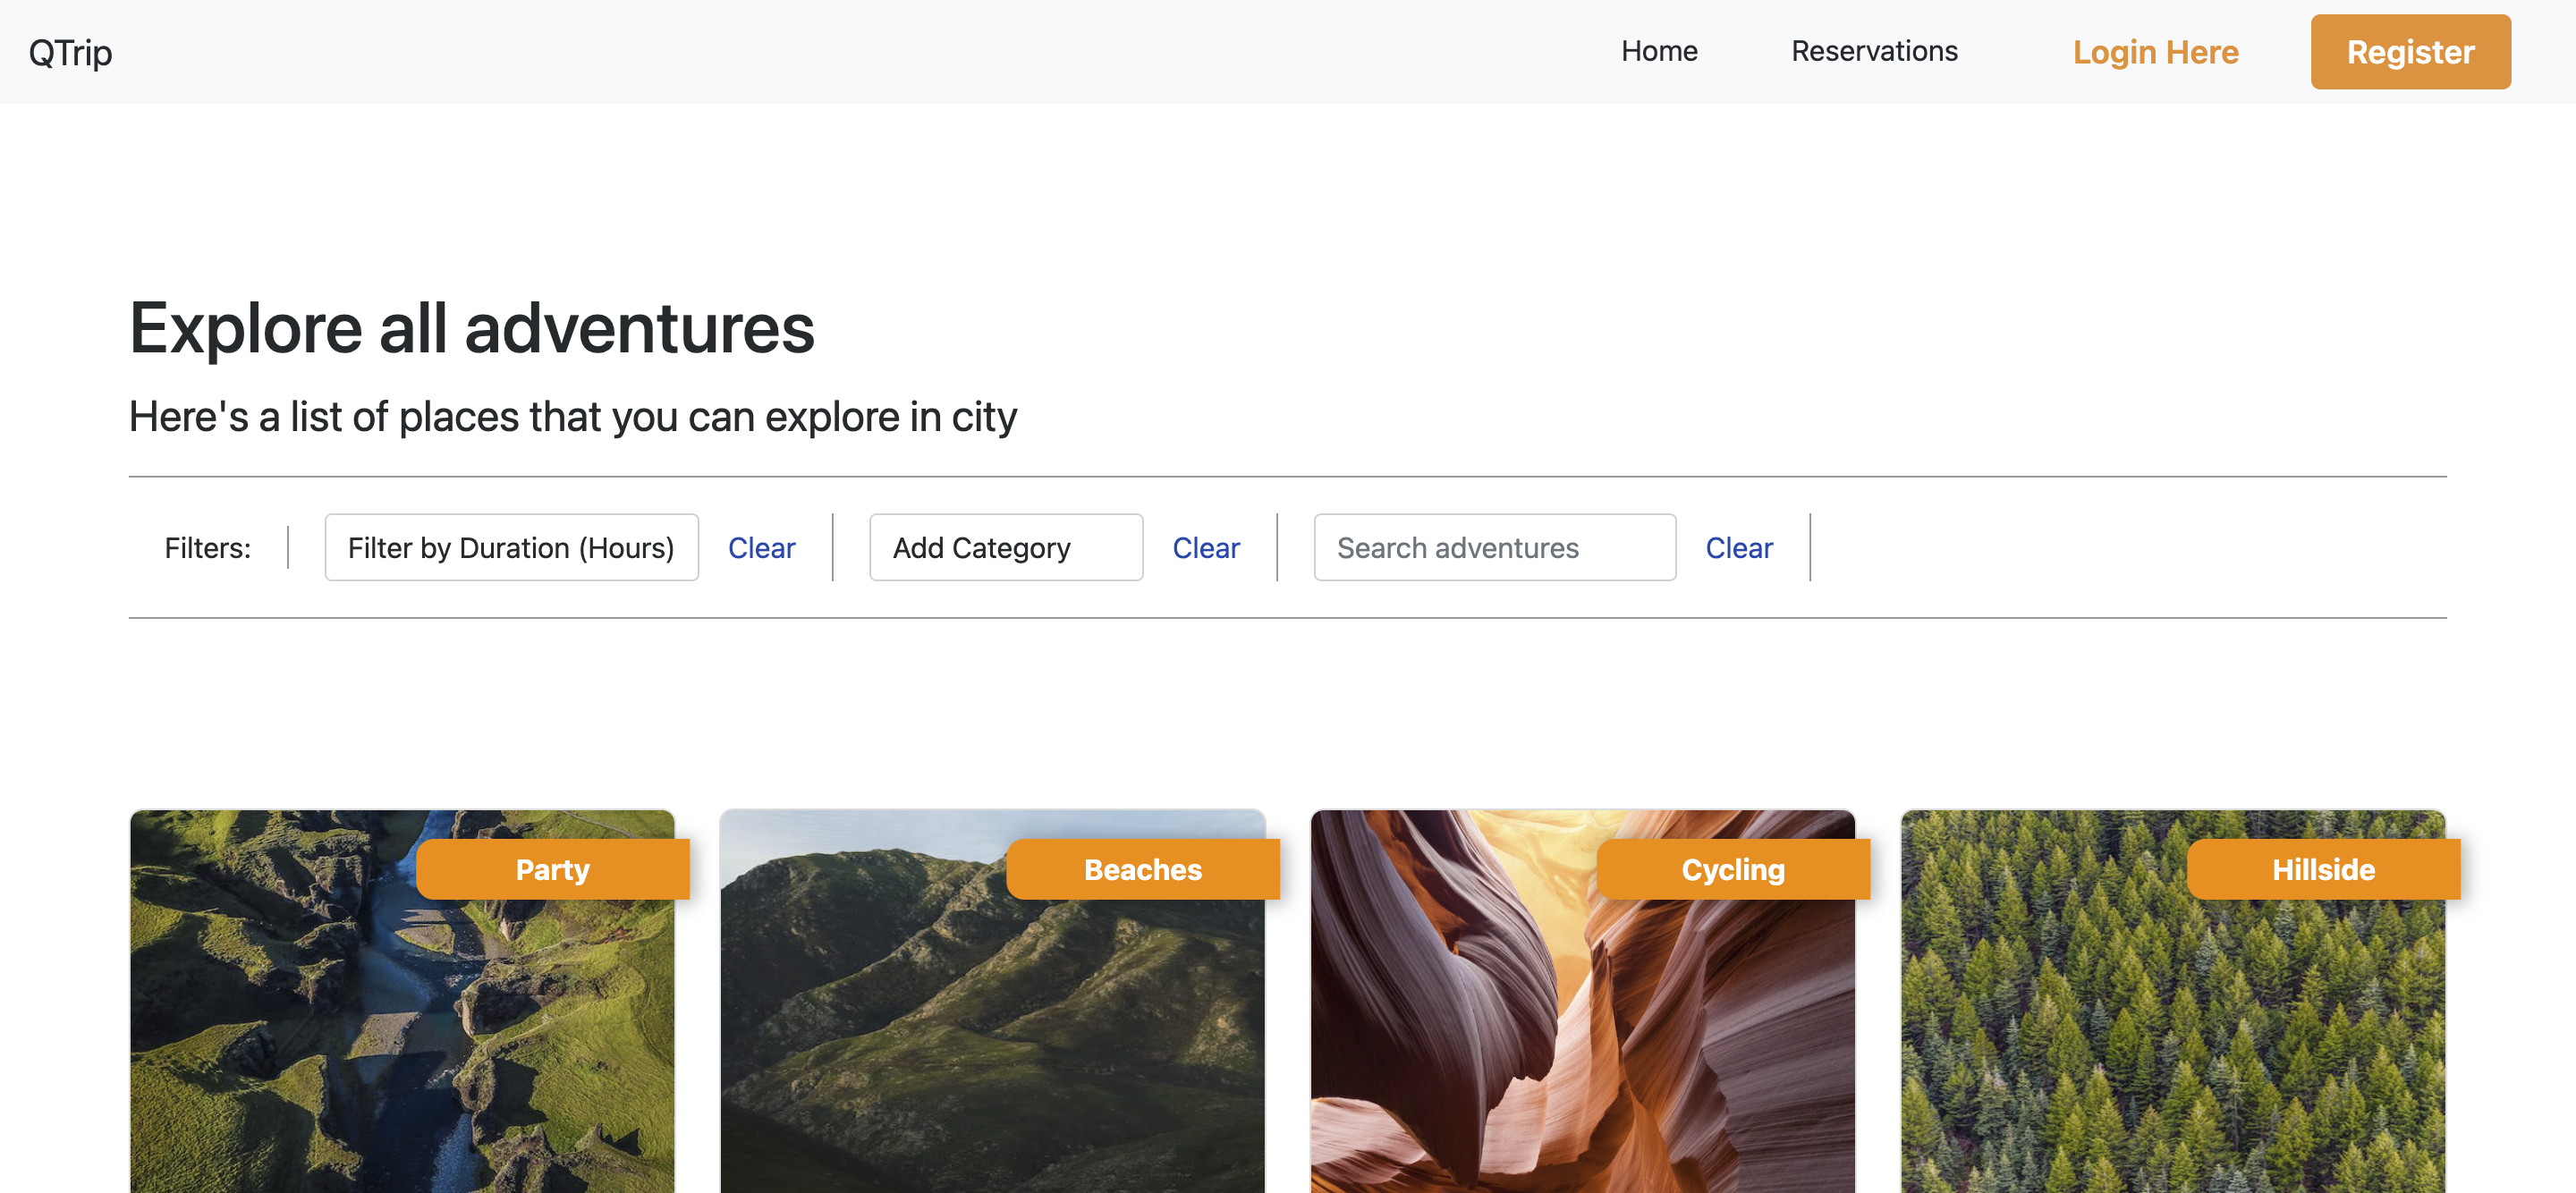 QTrip Home Reservations Login Here Register
Explore all adventures
Here's a list of places that you can explore in city
Filters: Filter by Duration (Hours) Clear Add Category Clear Search adventures Clear
Party Beaches Cycling Hillside